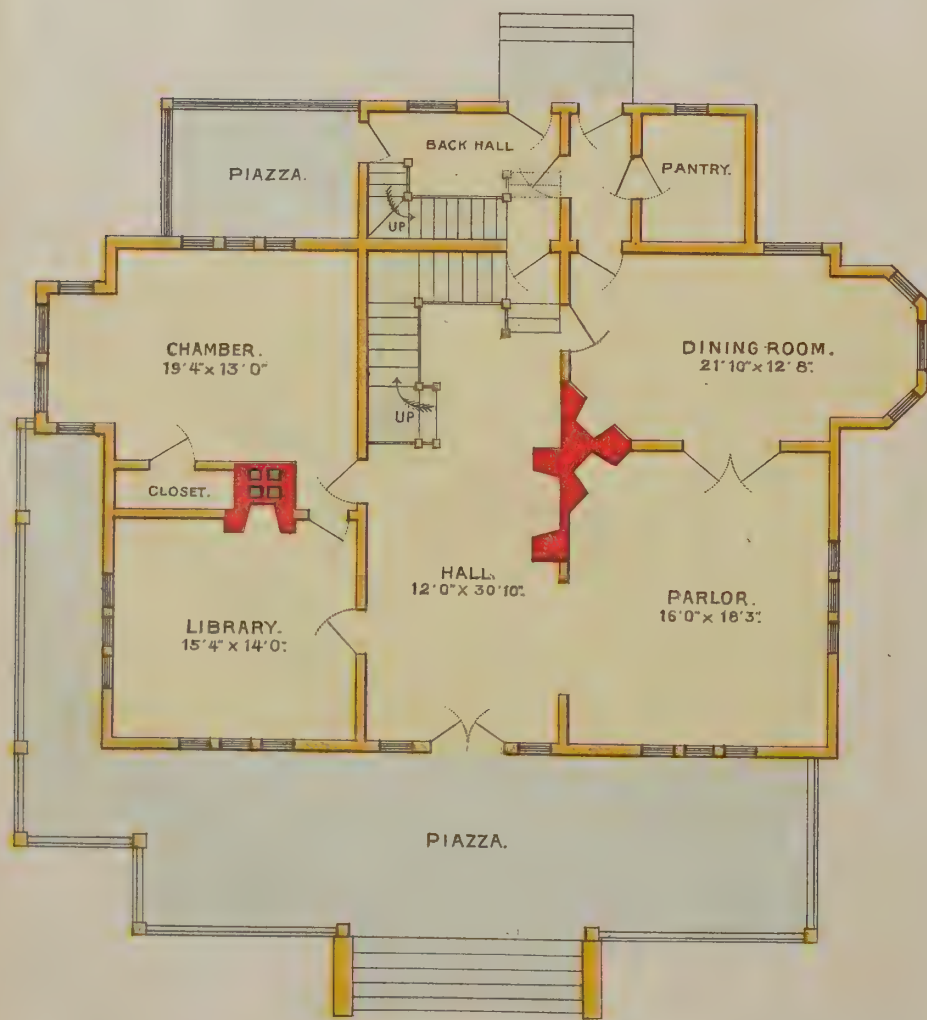 BACK HALL
PIAZZA.
PANTRY.
UP
CHAMBER.
19'4" x 13'0"
DINING-ROOM.
21'10" x 12'8".
UP
CLOSET.
HALL.
12'0" x 30'10".
PARLOR.
16'0" x 18'3".
LIBRARY.
15'4" x 14'0".
PIAZZA.